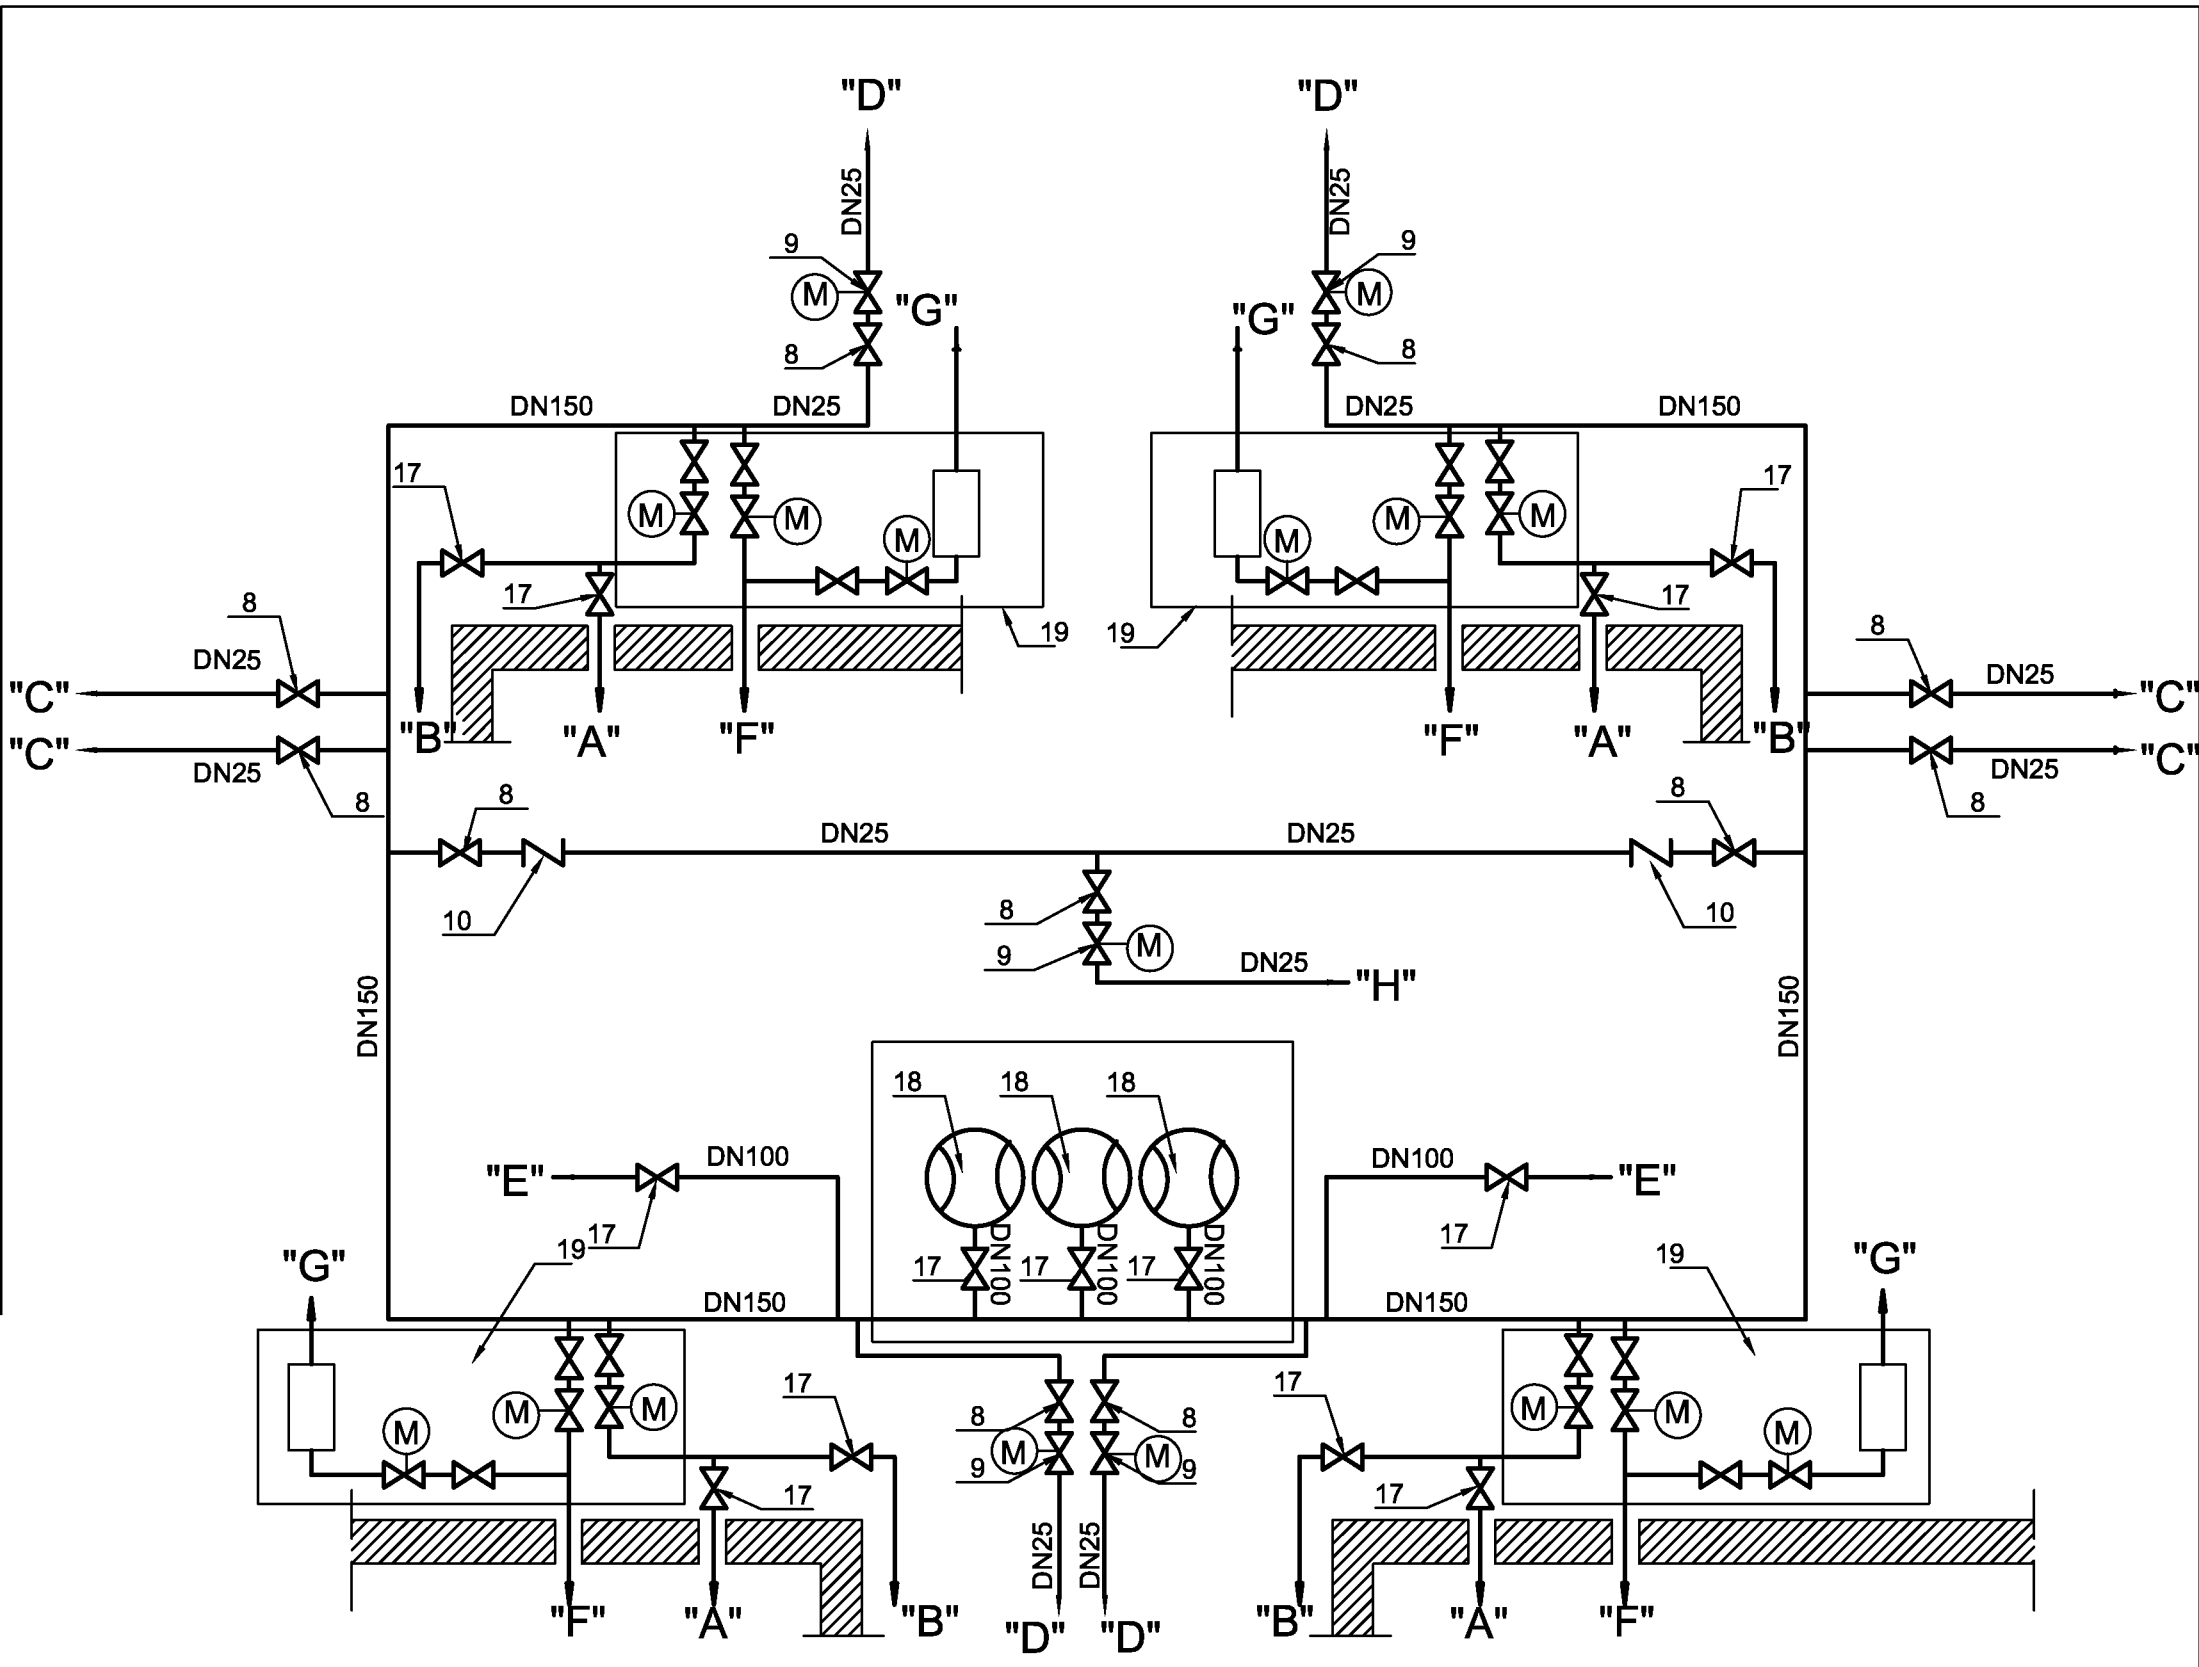 "D" "D"
DN25 DN25
9 9
M "G" "G" M
8 8
DN150 DN25 DN25 DN150
17 17
M M M M M M
17 17
8 19 19 8
DN25 DN25
"C" "C"
"B" "A" "F" "F" "A" "B"
"C" "C"
DN25 DN25
8 8 8 8
DN25 DN25
10 8 10
9 M
DN25
"H"
DN150 DN150
18 18 18
"E" DN100 DN100 "E"
17 17
DN100 DN100 DN100
19 19
"G" "G"
17 17 17
DN150 DN150
17 17
M M M M M M
8 8
M M
9 9
17 17
DN25 DN25
"F" "A" "B" "D" "D" "B" "A" "F"